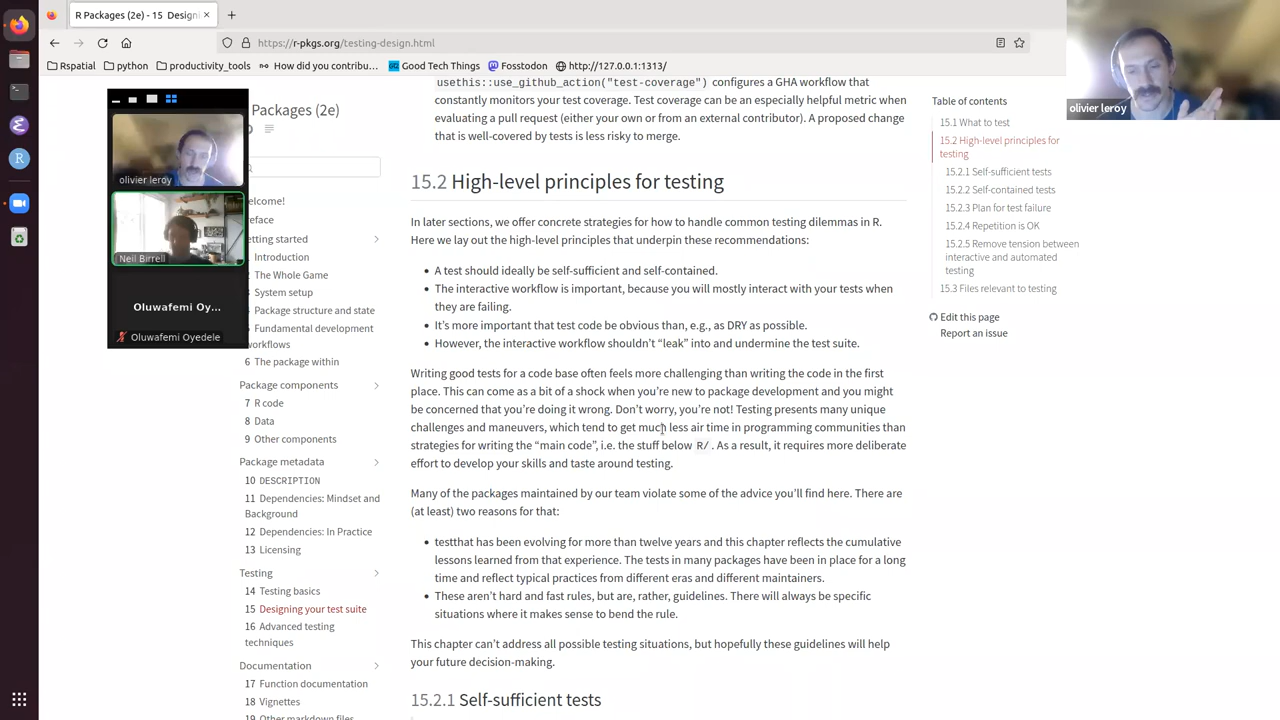 R Packages (2e) - 15 Designi
https://r-pkgs.org/testing-design.html
Rspatial
python
productivity_tools
How did you contribu...
Good Tech Things
Fosstodon
http://127.0.0.1:1313/
olivier leroy
olivier leroy
Neil Birrell
Oluwafemi Oy...
Oluwafemi Oyedele
Packages (2e)
Getting started
Introduction
2 The Whole Game
System setup
Package structure and state
Fundamental development
workflows
6 The package within
Package components
7 R code
8 Data
9 Other components
Package metadata
10 DESCRIPTION
11 Dependencies: Mindset and
Background
12 Dependencies: In Practice
13 Licensing
Testing
14 Testing basics
15 Designing your test suite
16 Advanced testing
techniques
Documentation
17 Function documentation
18 Vignettes
19 Other markdown files
usethis::use_github_action("test-coverage") configures a GHA workflow that
constantly monitors your test coverage. Test coverage can be an especially helpful metric when
evaluating a pull request (either your own or from an external contributor). A proposed change
that is well-covered by tests is less risky to merge.
15.2 High-level principles for testing
In later sections, we offer concrete strategies for how to handle common testing dilemmas in R.
Here we lay out the high-level principles that underpin these recommendations:
• A test should ideally be self-sufficient and self-contained.
• The interactive workflow is important, because you will mostly interact with your tests when
they are failing.
• It's more important that test code be obvious than, e.g., as DRY as possible.
• However, the interactive workflow shouldn't "leak" into and undermine the test suite.
Writing good tests for a code base often feels more challenging than writing the code in the first
place. This can come as a bit of a shock when you're new to package development and you might
be concerned that you're doing it wrong. Don't worry, you're not! Testing presents many unique
challenges and maneuvers, which tend to get much less air time in programming communities than
strategies for writing the "main code", i.e. the stuff below R/. As a result, it requires more deliberate
effort to develop your skills and taste around testing.
Many of the packages maintained by our team violate some of the advice you'll find here. There are
(at least) two reasons for that:
• testthat has been evolving for more than twelve years and this chapter reflects the cumulative
lessons learned from that experience. The tests in many packages have been in place for a long
time and reflect typical practices from different eras and different maintainers.
• These aren't hard and fast rules, but are, rather, guidelines. There will always be specific
situations where it makes sense to bend the rule.
This chapter can't address all possible testing situations, but hopefully these guidelines will help
your future decision-making.
15.2.1 Self-sufficient tests
Table of contents
15.1 What to test
15.2 High-level principles for
testing
15.2.1 Self-sufficient tests
15.2.2 Self-contained tests
15.2.3 Plan for test failure
15.2.4 Repetition is OK
15.2.5 Remove tension between
interactive and automated
testing
15.3 Files relevant to testing
Edit this page
Report an issue